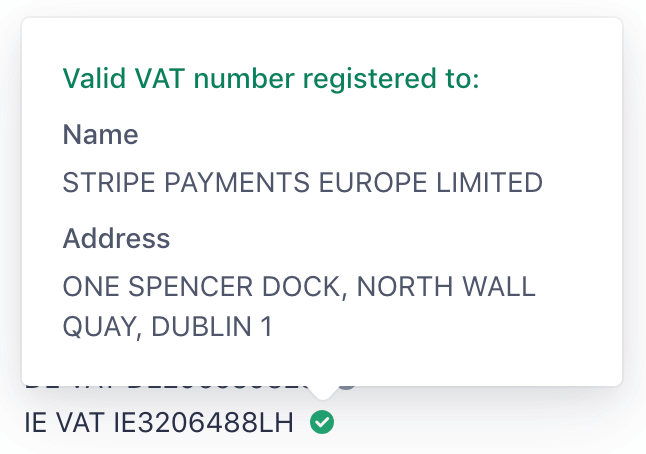 Valid VAT number registered to:
Name
STRIPE PAYMENTS EUROPE LIMITED
Address
ONE SPENCER DOCK, NORTH WALL
QUAY, DUBLIN 1
IE VAT IE3206488LH